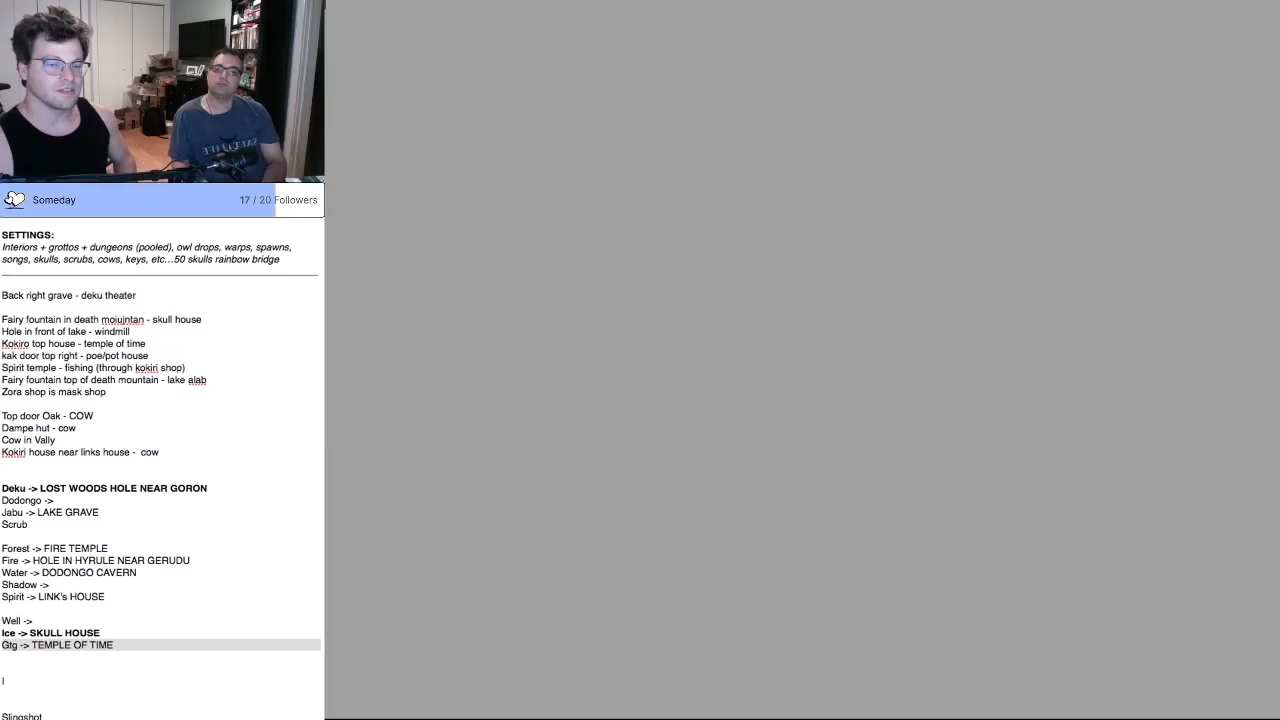 Someday 17 / 20 Followers
SETTINGS:
Interiors + grottos + dungeons (pooled), owl drops, warps, spawns,
songs, skulls, scrubs, cows, keys, etc...50 skulls rainbow bridge
Back right grave - deku theater
Fairy fountain in death moiujntan - skull house
Hole in front of lake - windmill
Kokiro top house - temple of time
kak door top right - poe/pot house
Spirit temple - fishing (through kokiri shop)
Fairy fountain top of death mountain - lake alab
Zora shop is mask shop
Top door Oak - COW
Dampe hut - cow
Cow in Vally
Kokiri house near links house -  cow
Deku -> LOST WOODS HOLE NEAR GORON
Dodongo ->
Jabu -> LAKE GRAVE
Scrub
Forest -> FIRE TEMPLE
Fire -> HOLE IN HYRULE NEAR GERUDU
Water -> DODONGO CAVERN
Shadow ->
Spirit -> LINK's HOUSE
Well ->
Ice -> SKULL HOUSE
Gtg -> TEMPLE OF TIME
Slingshot